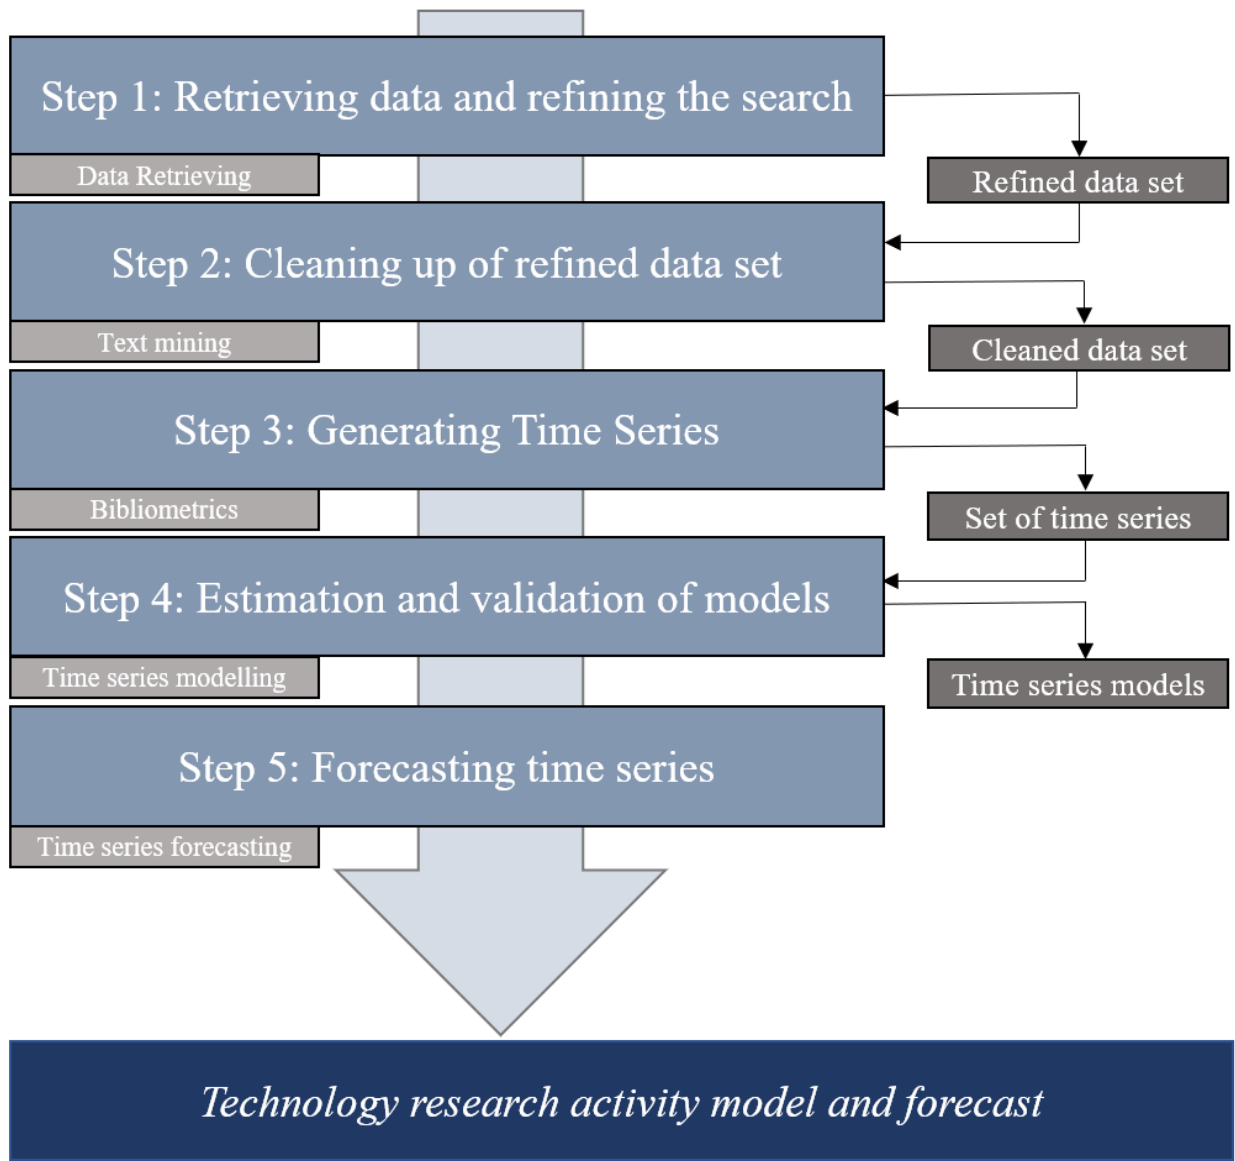 Step 1: Retrieving data and refining the search
Data Retrieving
Refined data set
Step 2: Cleaning up of refined data set
Text mining
Cleaned data set
Step 3: Generating Time Series
Bibliometrics
Set of time series
Step 4: Estimation and validation of models
Time series modelling
Time series models
Step 5: Forecasting time series
Time series forecasting
Technology research activity model and forecast